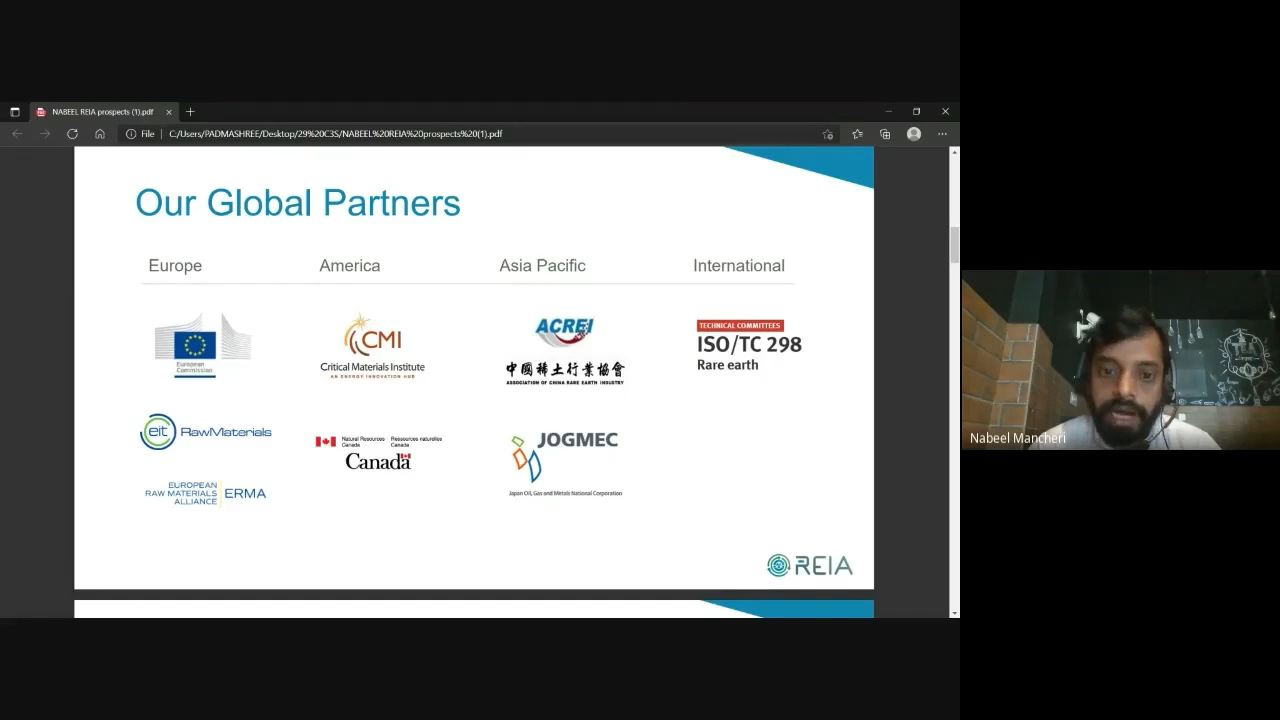 NABEEL REIA prospects (1).pdf
File
C:/Users/PADMASHREE/Desktop/29%20C3S/NABEEL%20REIA%20prospects%20(1).pdf
Our Global Partners
Europe
America
Asia Pacific
International
European
Commission
CMI
Critical Materials Institute
AN ENERGY INNOVATION HUB
ACREI
中國稀土行業協會
ASSOCIATION OF CHINA RARE EARTH INDUSTRY
TECHNICAL COMMITTEES
ISO/TC 298
Rare earth
eit RawMaterials
Natural Resources Ressources naturelles
Canada Canada
Canada
JOGMEC
Japan Oil, Gas and Metals National Corporation
EUROPEAN
RAW MATERIALS
ALLIANCE
ERMA
REIA
Nabeel Mancheri